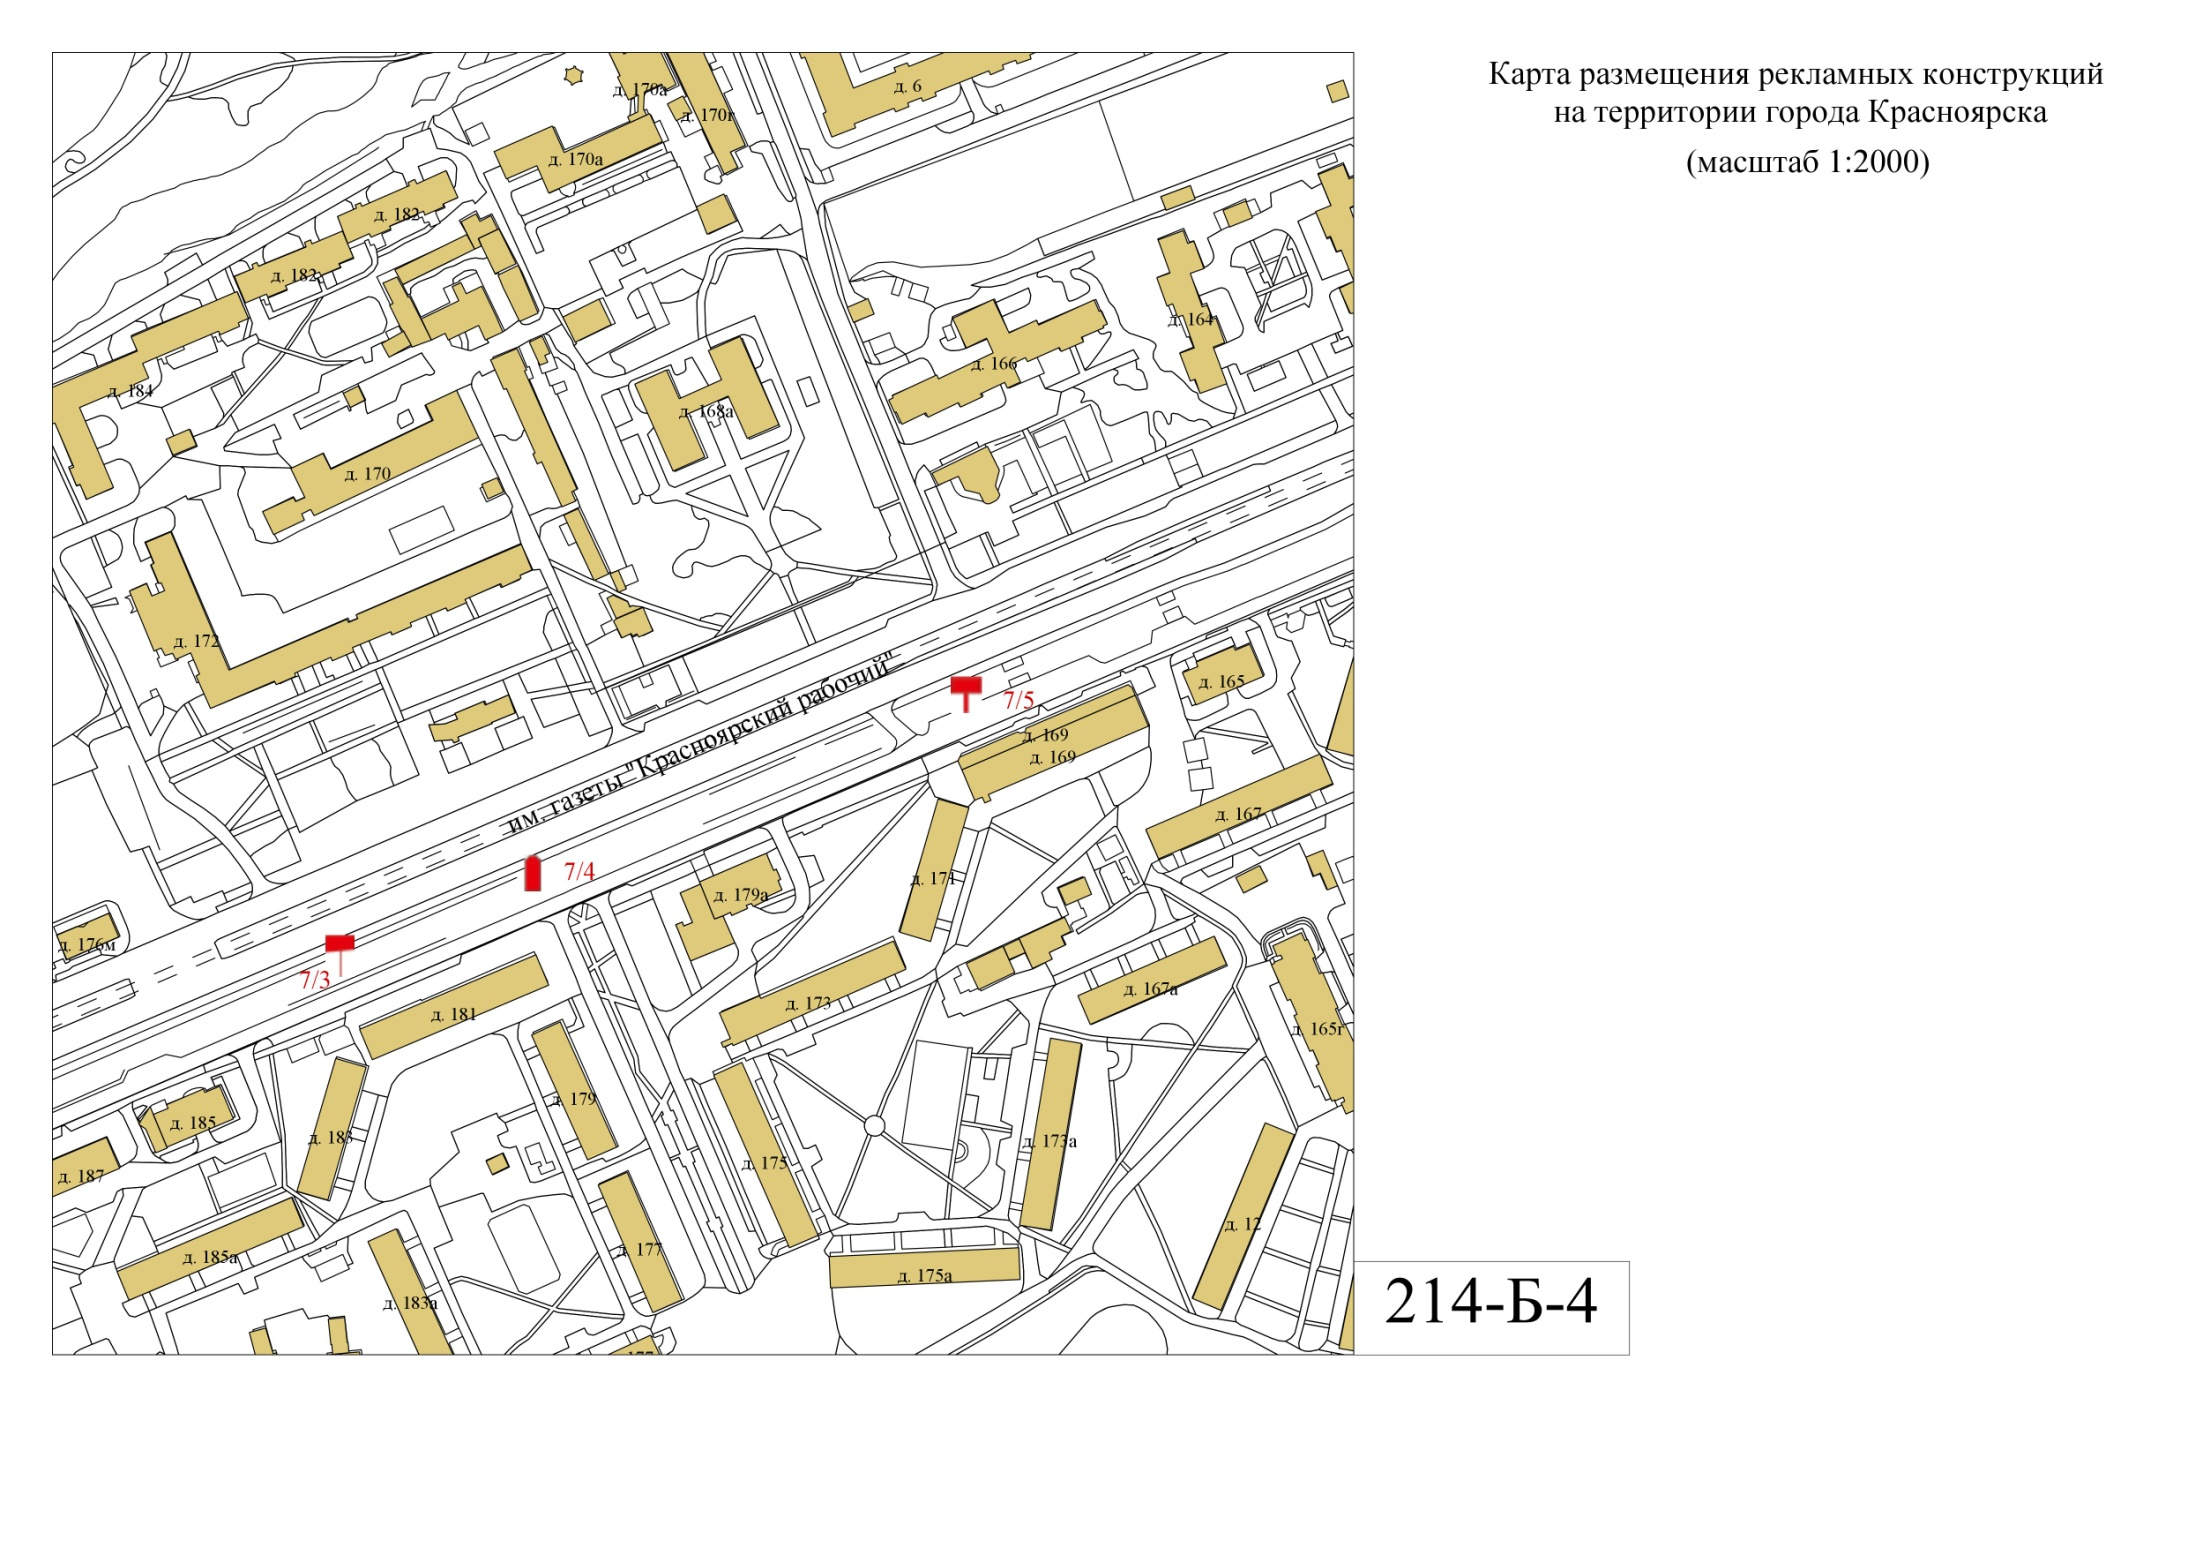 Карта размещения рекламных конструкций
на территории города Красноярска
(масштаб 1:2000)
д. 6
д. 170а
д. 170г
д. 170а
д. 182
д. 182
д. 164
д. 166
д. 184
д. 168а
д. 170
д. 172
им. газеты "Красноярский рабочий"
д. 165
7/5
д. 169
д. 169
д. 167
7/4
д. 171
д. 179а
д. 176м
7/3
д. 167а
д. 173
д. 181
д. 165г
д. 179
д. 185
д. 183
д. 173а
д. 175
д. 187
д. 12
д. 177
д. 185а
д. 175а
д. 183а
214-Б-4